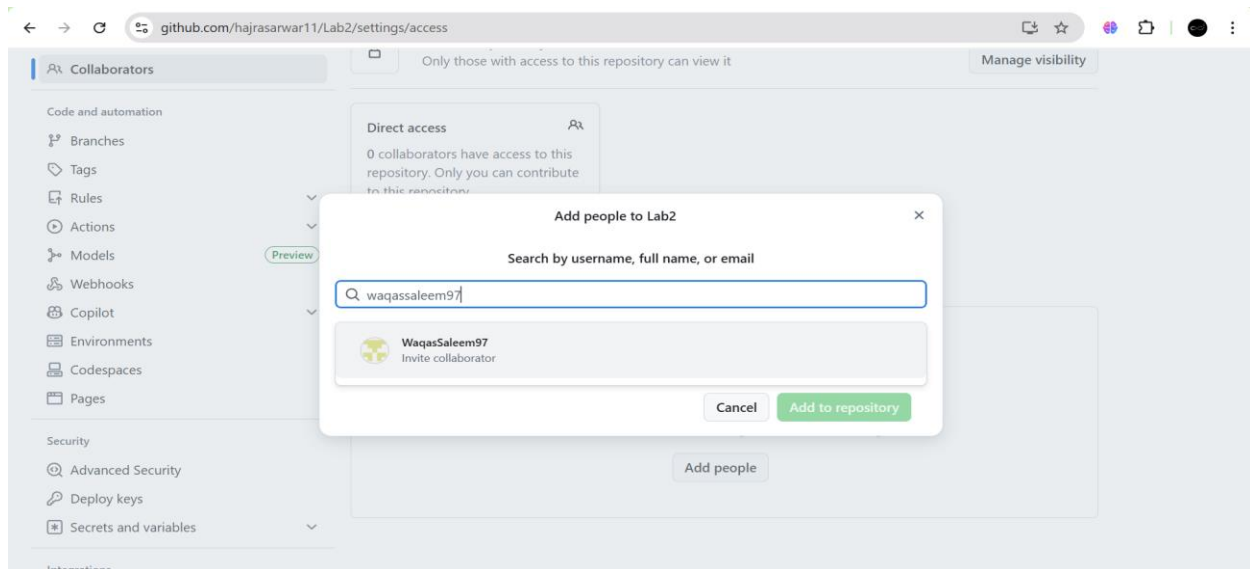 github.com/hajrasarwar11/Lab2/settings/access
Collaborators
Only those with access to this repository can view it
Manage visibility
Code and automation
Branches
Tags
Rules
Actions
Models
Preview
Webhooks
Copilot
Environments
Codespaces
Pages
Security
Advanced Security
Deploy keys
Secrets and variables
Direct access
0 collaborators have access to this
repository. Only you can contribute
to this repository
Add people to Lab2
Search by username, full name, or email
waqassaleem97
WaqasSaleem97
Invite collaborator
Cancel
Add to repository
Add people